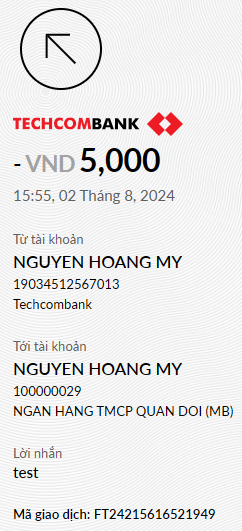 TECHCOMBANK
- VND 5,000
15:55, 02 Tháng 8, 2024
Từ tài khoản
NGUYEN HOANG MY
19034512567013
Techcombank
Tới tài khoản
NGUYEN HOANG MY
100000029
NGAN HANG TMCP QUAN DOI (MB)
Lời nhắn
test
Mã giao dịch: FT24215616521949